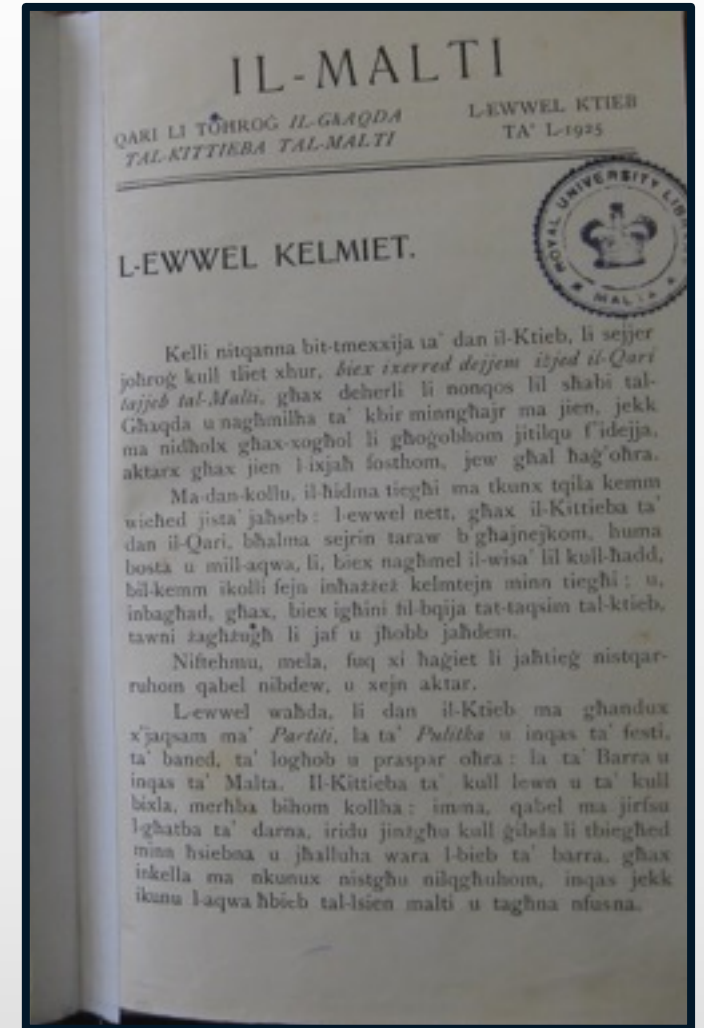 IL-MALTI
QARI LI TOĦROĠ IL-GĦAQDA
TAL-KITTIEBA TAL-MALTI
L-EWWEL KTIEB
TA' L-1925
ROYAL UNIVERSITY
MALTA
L-EWWEL KELMIET.
Kelli nitqanna bit-tmexxija ta' dan il-Ktieb, li sejjer
joħroġ kull tliet xhur, biex ixerred dejjem iżjed il-Qari
tajjeb tal-Malti, għax deherli li nonqos lil sħabi tal-
Għaqda u nagħmilha ta' kbir minngħajr ma jien, jekk
ma nidħolx għax-xogħol li għoġobhom jitilqu f'idejja,
aktarx għax jien l-ixjaħ fosthom, jew għal ħaġ'oħra.
Ma-dan-kollu, il-ħidma tiegħi ma tkunx tqila kemm
wieħed jista' jaħseb : l-ewwel nett, għax il-Kittieba ta'
dan il-Qari, bħalma sejrin taraw b'għajnejkom, huma
bosta u mill-aqwa, li, biex nagħmel il-wisa' lil kull-ħadd,
bil-kemm ikolli fejn inħażżeż kelmtejn minn tiegħi : u,
inbagħad, għax, biex igħini fil-bqija tat-taqsim tal-ktieb,
tawni żagħżugħ li jaf u jħobb jaħdem.
Niftehmu, mela, fuq xi ħaġiet li jaħtieġ nistqar-
ruhom qabel nibdew, u xejn aktar.
L-ewwel waħda, li dan il-Ktieb ma għandux
x'jaqsam ma' Partiti, la ta' Pulitka u inqas ta' festi,
ta' baned, ta' logħob u praspar oħra : la ta' Barra u
inqas ta' Malta. Il-Kittieba ta' kull lewn u ta' kull
bixla, merħba bihom kollha : imma, qabel ma jirfsu
l-għatba ta' darna, iridu jinżgħu kull ġibda li tbiegħed
minn ħsiebna u jħalluha wara l-bieb ta' barra, għax
inkella ma nkunux nistgħu nilqgħuhom, inqas jekk
ikunu l-aqwa ħbieb tal-Isien malti u tagħna nfusna.